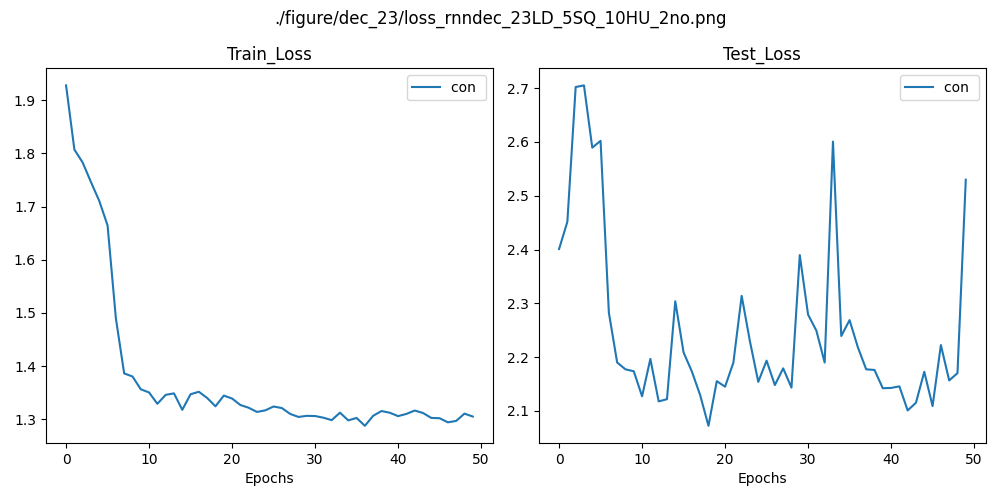 ./figure/dec_23/loss_rnndec_23LD_5SQ_10HU_2no.png
Train_Loss
con
1.9
1.8
1.7
1.6
1.5
1.4
1.3
0 10 20 30 40 50
Epochs
Test_Loss
con
2.7
2.6
2.5
2.4
2.3
2.2
2.1
0 10 20 30 40 50
Epochs